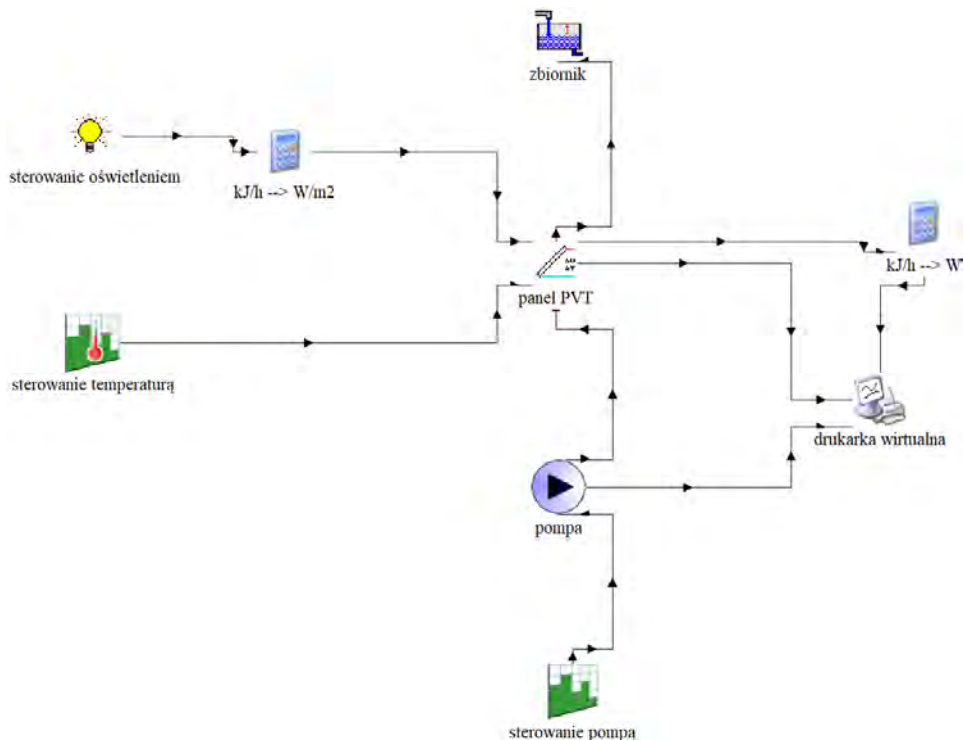 zbiornik
sterowanie oświetleniem
kJ/h --> W/m2
kJ/h --> W
panel PVT
sterowanie temperaturą
drukarka wirtualna
pompa
sterowanie pompą